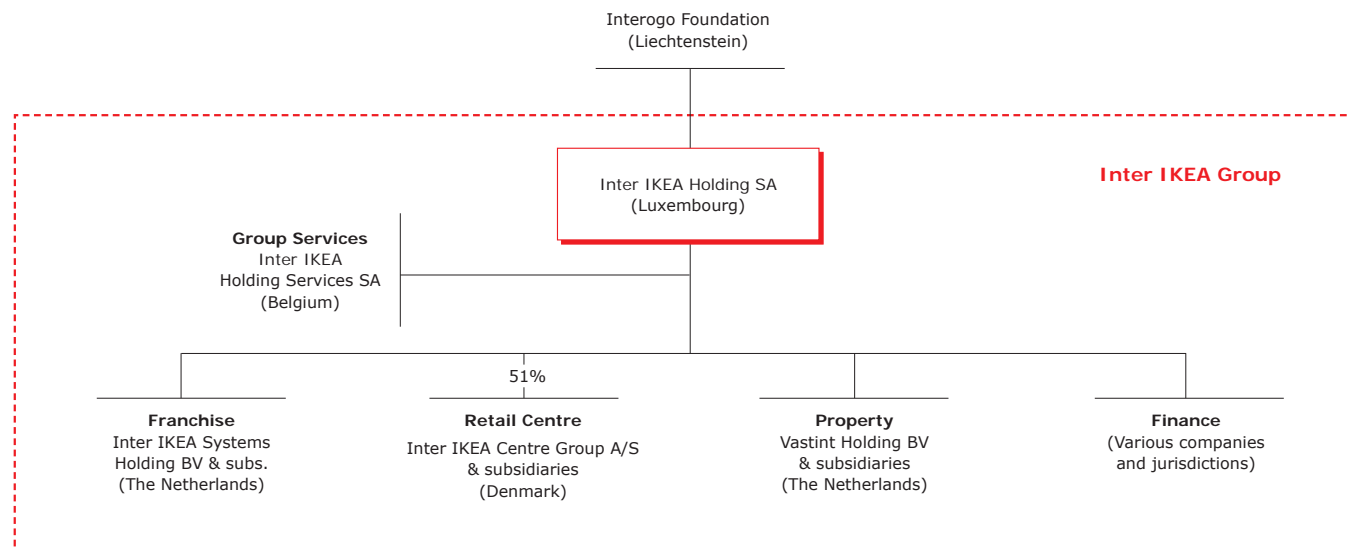 Interogo Foundation
(Liechtenstein)
Inter IKEA Holding SA
(Luxembourg)
Inter IKEA Group
Group Services
Inter IKEA
Holding Services SA
(Belgium)
51%
Franchise
Inter IKEA Systems
Holding BV & subs.
(The Netherlands)
Retail Centre
Inter IKEA Centre Group A/S
& subsidiaries
(Denmark)
Property
Vastint Holding BV
& subsidiaries
(The Netherlands)
Finance
(Various companies
and jurisdictions)